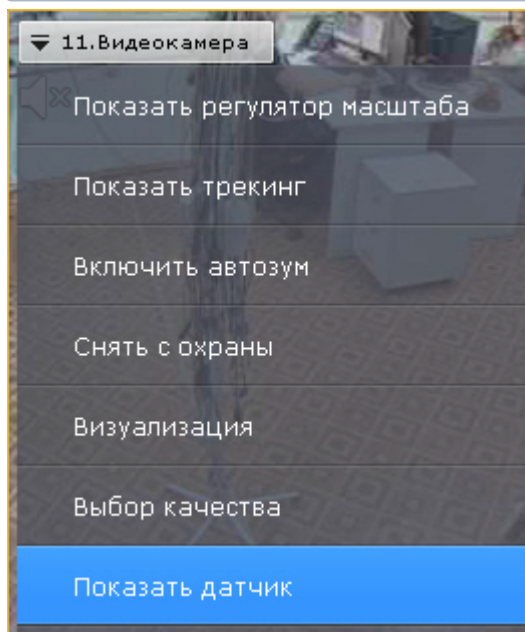 11.Видеокамера
Показать регулятор масштаба
Показать трекинг
Включить автозум
Снять с охраны
Визуализация
Выбор качества
Показать датчик